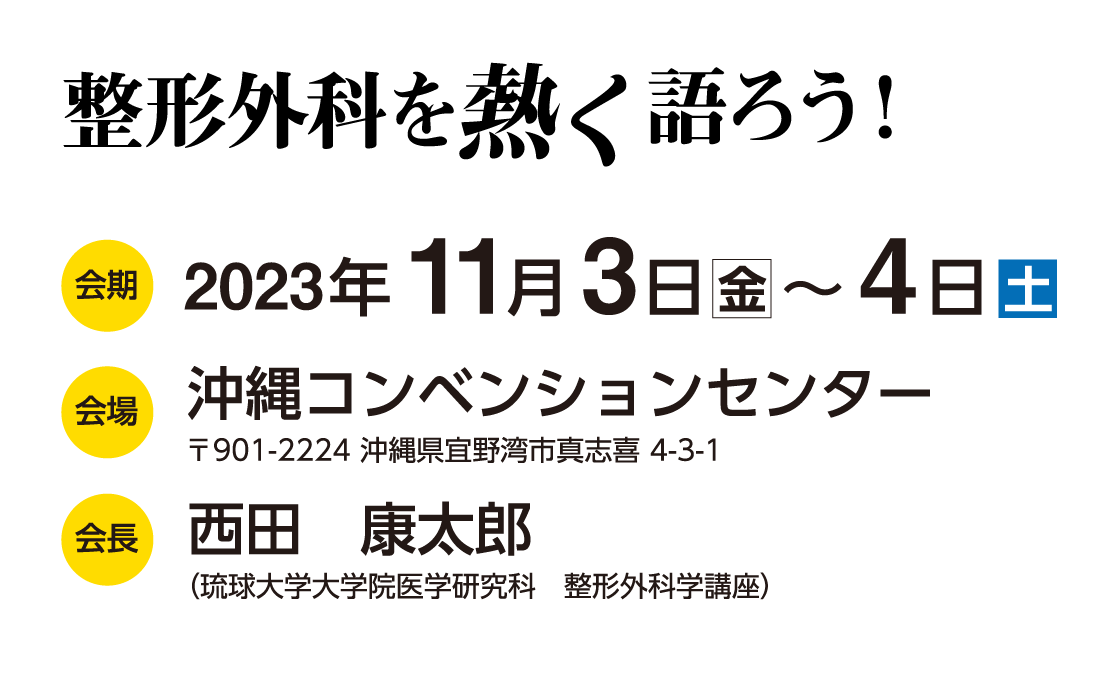 整形外科を熱く語ろう!
会期 2023年 11月3日金～4日土
会場 沖縄コンベンションセンター
〒901-2224 沖縄県宜野湾市真志喜 4-3-1
会長 西田　康太郎
（琉球大学大学院医学研究科　整形外科学講座）